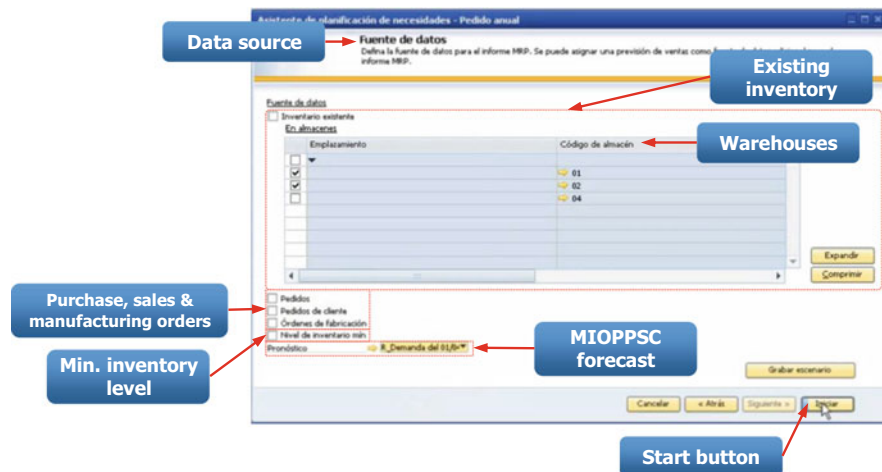 Asistente de planificación de necesidades - Pedido anual
Data source
Fuente de datos
Defina la fuente de datos para el informe MRP. Se puede asignar una previsión de ventas como
informe MRP.
Existing
inventory
Fuente de datos
Inventario existente
En almacenes
Emplazamiento
Código de almacén
Warehouses
01
02
04
Expandir
Comprimir
Purchase, sales &
manufacturing orders
Pedidos
Pedidos de cliente
Órdenes de fabricación
Nivel de inventario mín
Pronóstico
R_Demanda del 01/0
MIOPPSC
forecast
Min. inventory
level
Grabar escenario
Cancelar
« Atrás
Siguiente »
Iniciar
Start button